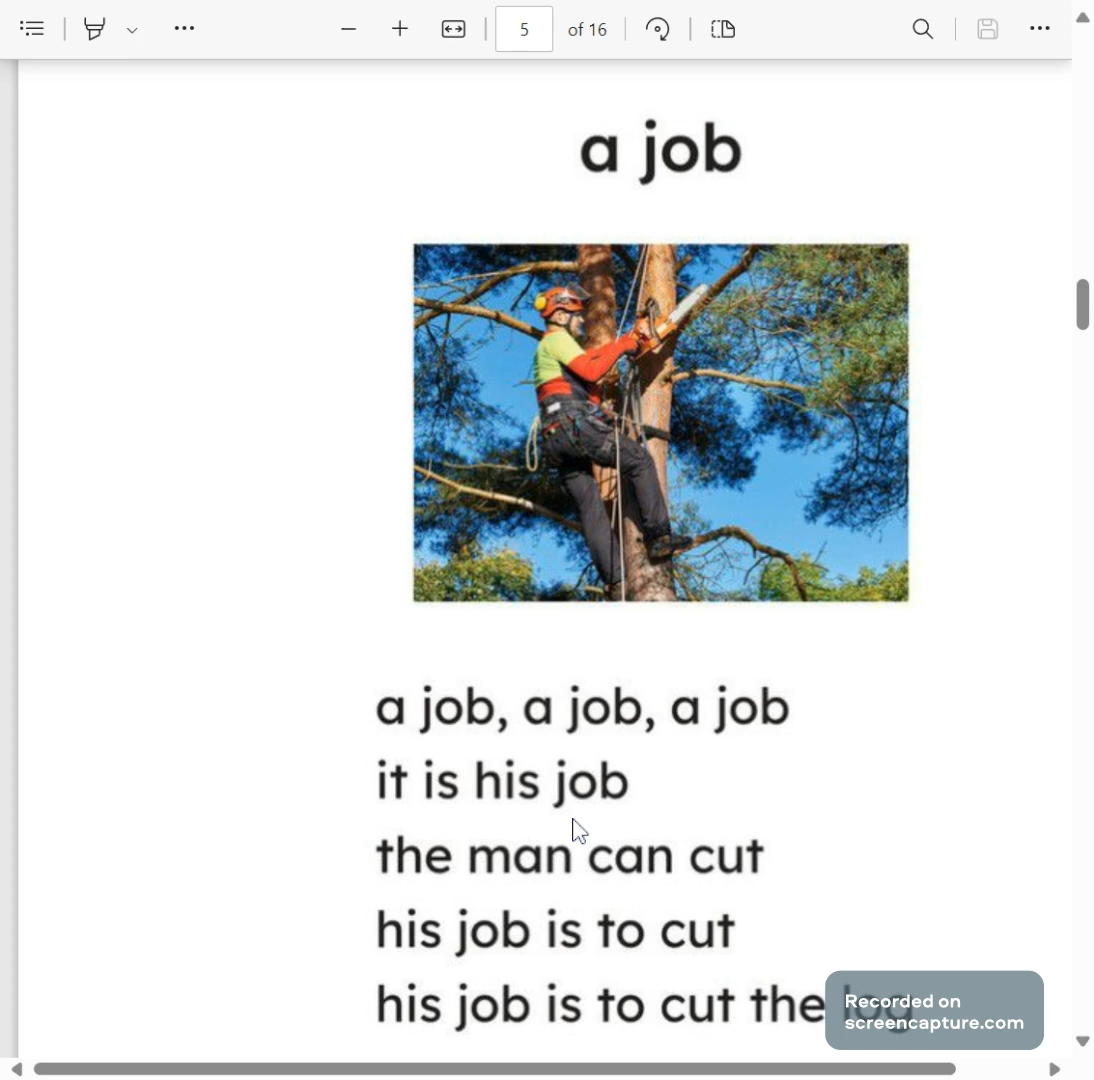 5 of 16
a job
a job, a job, a job
it is his job
the man can cut
his job is to cut
his job is to cut the log
Recorded on
screencapture.com